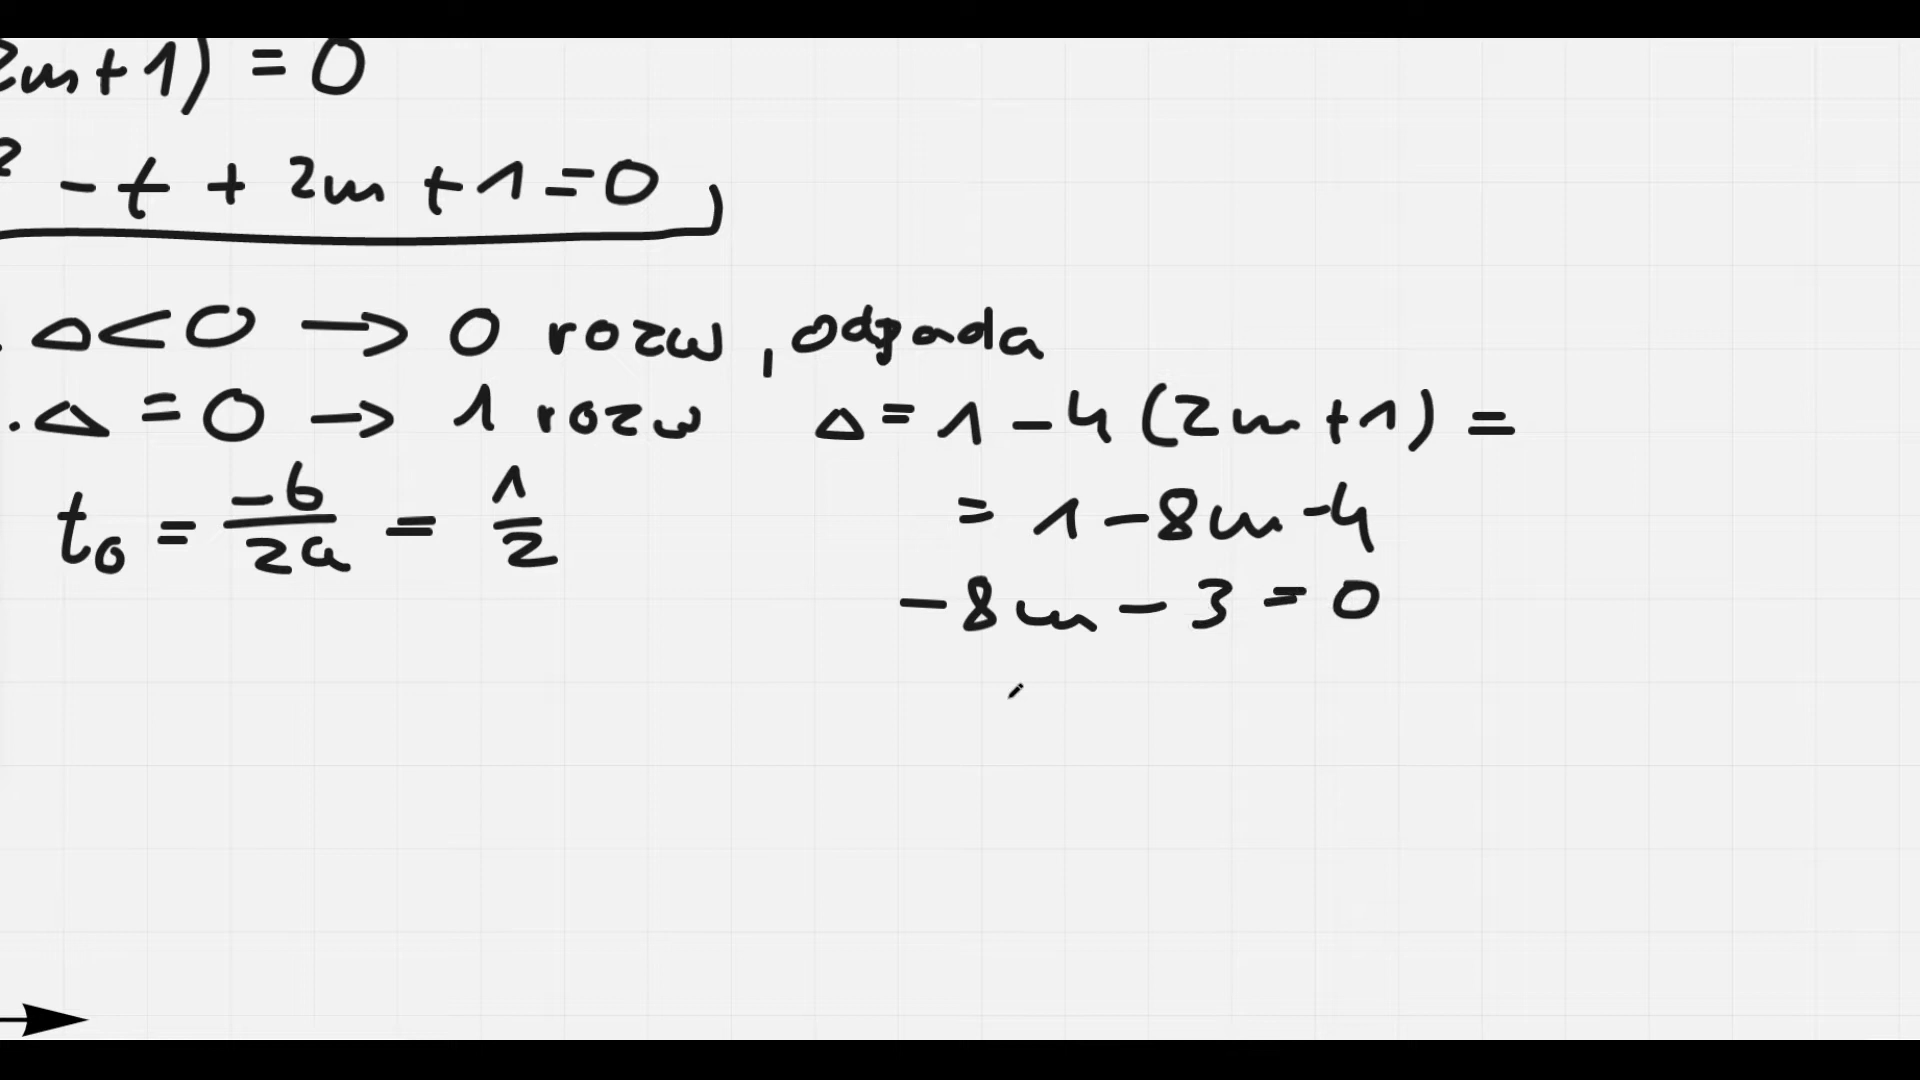 2m+1) = 0
² - t + 2m + 1 = 0
. Δ<0 → 0 rozw , odpada
. Δ = 0 → 1 rozw Δ = 1 - 4 (2m+1) =
t₀ = -b/2a = 1/2
= 1 - 8m - 4
- 8m - 3 = 0